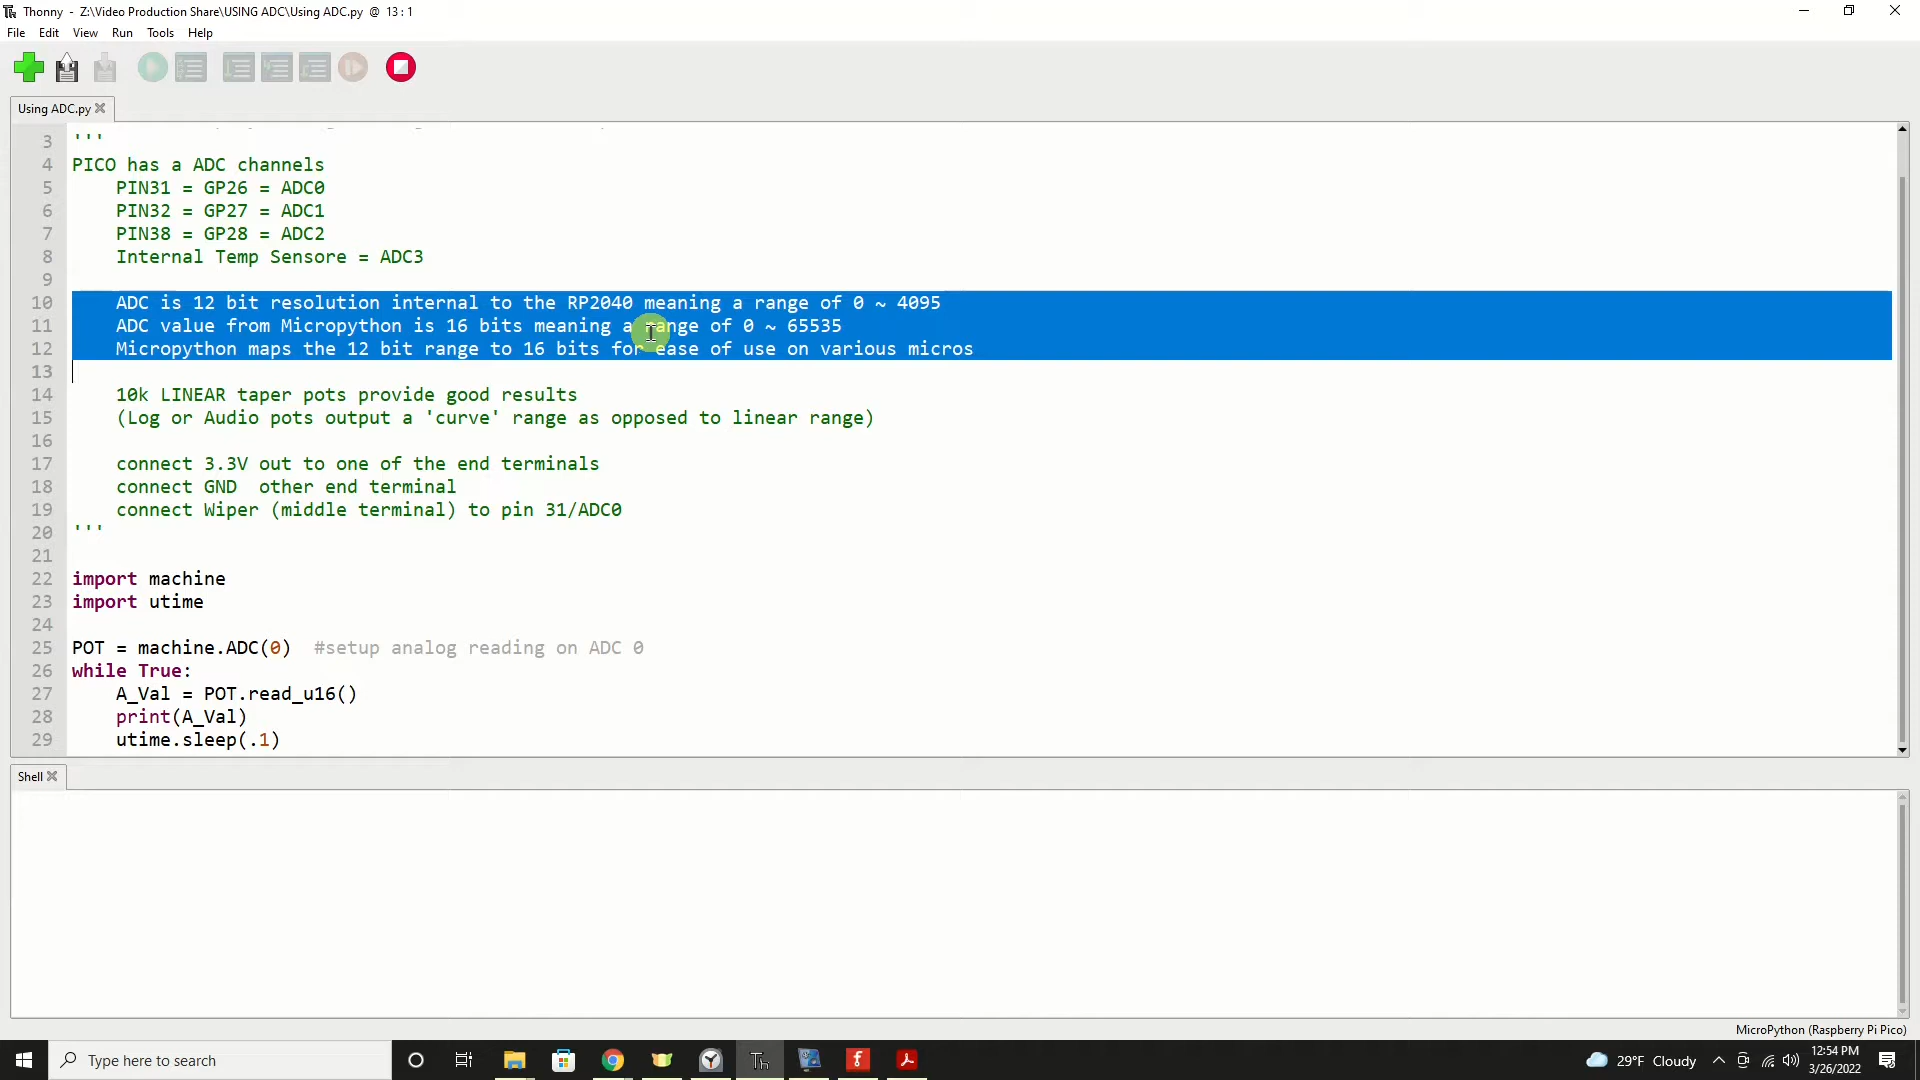 Thonny - Z:\Video Production Share\USING ADC\Using ADC.py @ 13 : 1
File Edit View Run Tools Help
Using ADC.py
3 '''
4 PICO has a ADC channels
5 PIN31 = GP26 = ADC0
6 PIN32 = GP27 = ADC1
7 PIN38 = GP28 = ADC2
8 Internal Temp Sensore = ADC3
9
10 ADC is 12 bit resolution internal to the RP2040 meaning a range of 0 ~ 4095
11 ADC value from Micropython is 16 bits meaning a range of 0 ~ 65535
12 Micropython maps the 12 bit range to 16 bits for ease of use on various micros
13
14 10k LINEAR taper pots provide good results
15 (Log or Audio pots output a 'curve' range as opposed to linear range)
16
17 connect 3.3V out to one of the end terminals
18 connect GND  other end terminal
19 connect Wiper (middle terminal) to pin 31/ADC0
20 '''
21
22 import machine
23 import utime
24
25 POT = machine.ADC(0)  #setup analog reading on ADC 0
26 while True:
27 A_Val = POT.read_u16()
28 print(A_Val)
29 utime.sleep(.1)
Shell
MicroPython (Raspberry Pi Pico)
Type here to search
Th
29°F Cloudy
12:54 PM
3/26/2022